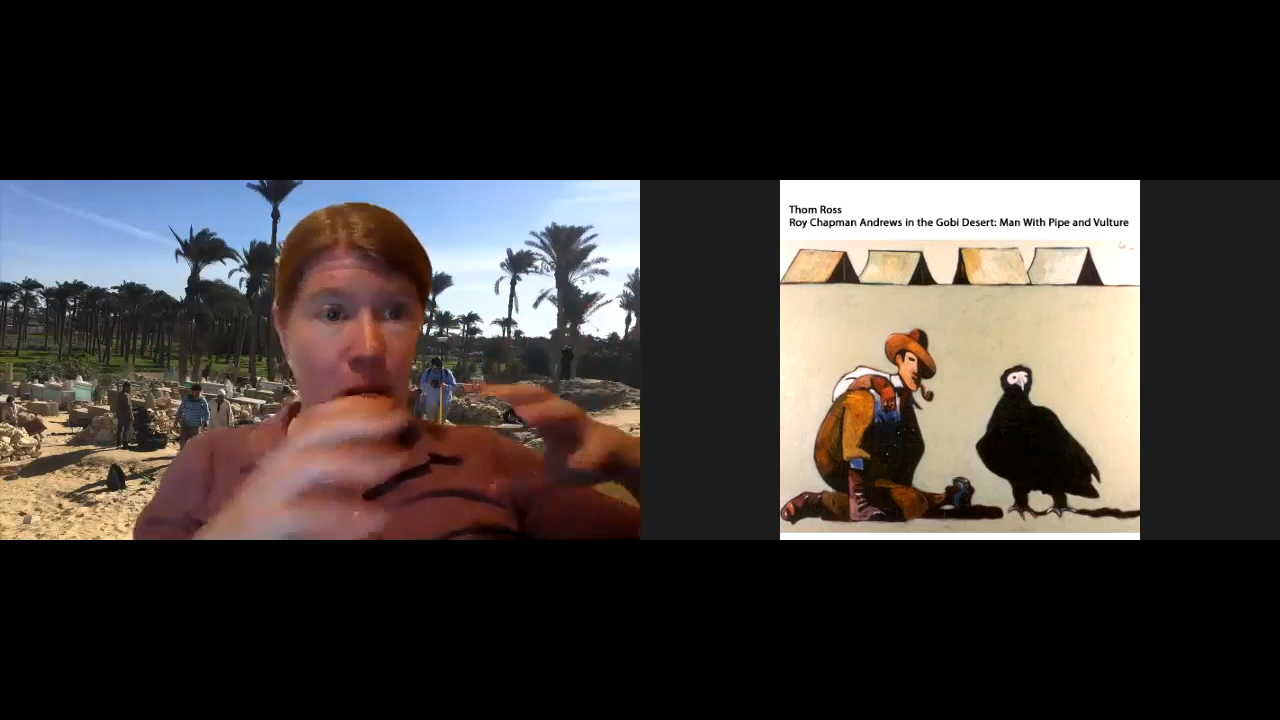 Thom Ross
Roy Chapman Andrews in the Gobi Desert: Man With Pipe and Vulture